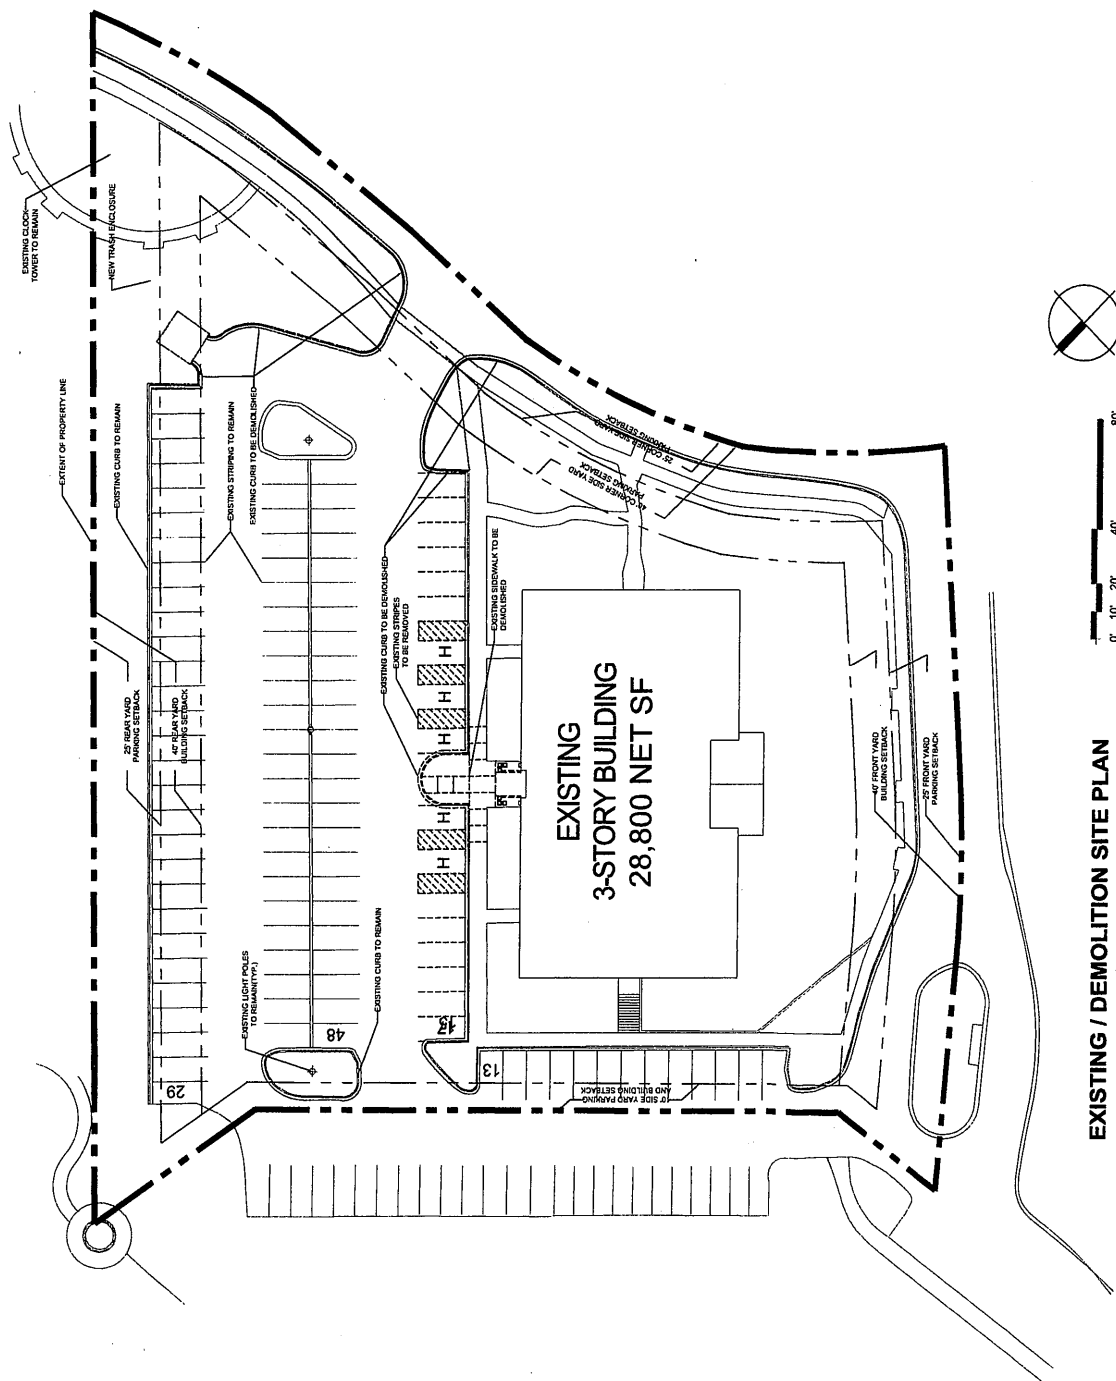 EXISTING CLOCK
TOWER TO REMAIN
NEW TRASH ENCLOSURE
EXTENT OF PROPERTY LINE
EXISTING CURB TO REMAIN
EXISTING STRIPING TO REMAIN
EXISTING CURB TO BE DEMOLISHED
25' REAR YARD
PARKING SETBACK
40' REAR YARD
BUILDING SETBACK
EXISTING CURB TO BE DEMOLISHED
EXISTING STRIPES
TO BE REMOVED
EXISTING SIDEWALK TO BE
DEMOLISHED
25' CORNER SIDE YARD
PARKING SETBACK
40' CORNER SIDE YARD
PARKING SETBACK
H
H
H
H
H
EXISTING
3-STORY BUILDING
28,800 NET SF
40' FRONT YARD
BUILDING SETBACK
25' FRONT YARD
PARKING SETBACK
EXISTING LIGHT POLES
TO REMAIN(TYP.)
EXISTING CURB TO REMAIN
29
48
13
10' SIDE YARD PARKING
AND BUILDING SETBACK
0' 10' 20' 40' 80'
EXISTING / DEMOLITION SITE PLAN